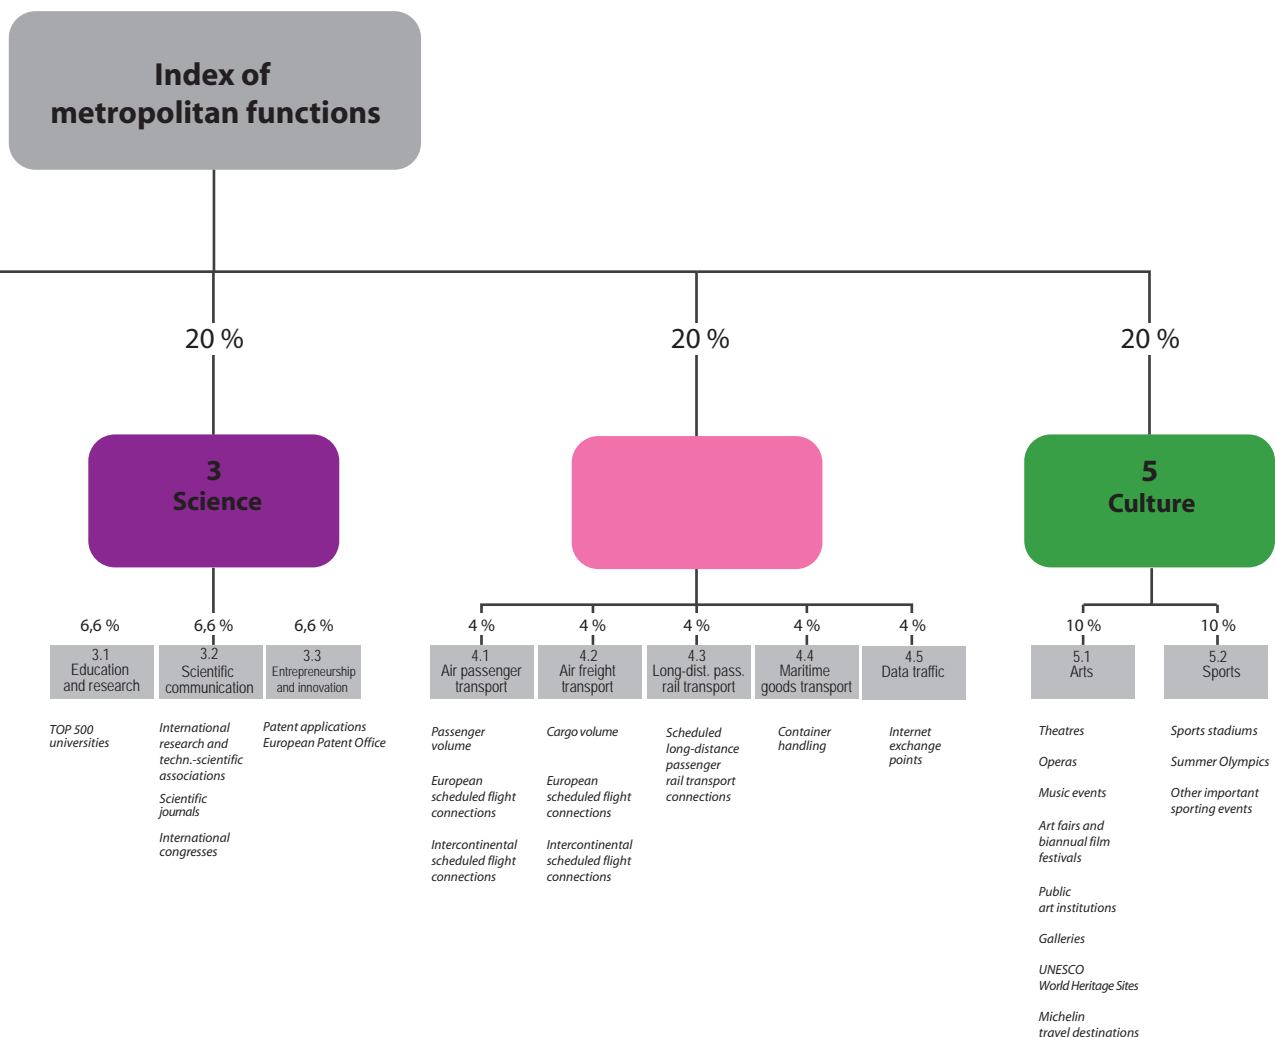 Index of
metropolitan functions
20 %
20 %
20 %
3
Science
5
Culture
6,6 %
6,6 %
6,6 %
4 %
4 %
4 %
4 %
4 %
10 %
10 %
3.1
Education
and research
3.2
Scientific
communication
3.3
Entrepreneurship
and innovation
4.1
Air passenger
transport
4.2
Air freight
transport
4.3
Long-dist. pass.
rail transport
4.4
Maritime
goods transport
4.5
Data traffic
5.1
Arts
5.2
Sports
TOP 500
universities
International
research and
techn.-scientific
associations
Scientific
journals
International
congresses
Patent applications
European Patent Office
Passenger
volume
European
scheduled flight
connections
Intercontinental
scheduled flight
connections
Cargo volume
European
scheduled flight
connections
Intercontinental
scheduled flight
connections
Scheduled
long-distance
passenger
rail transport
connections
Container
handling
Internet
exchange
points
Theatres
Operas
Music events
Art fairs and
biannual film
festivals
Public
art institutions
Galleries
UNESCO
World Heritage Sites
Michelin
travel destinations
Sports stadiums
Summer Olympics
Other important
sporting events